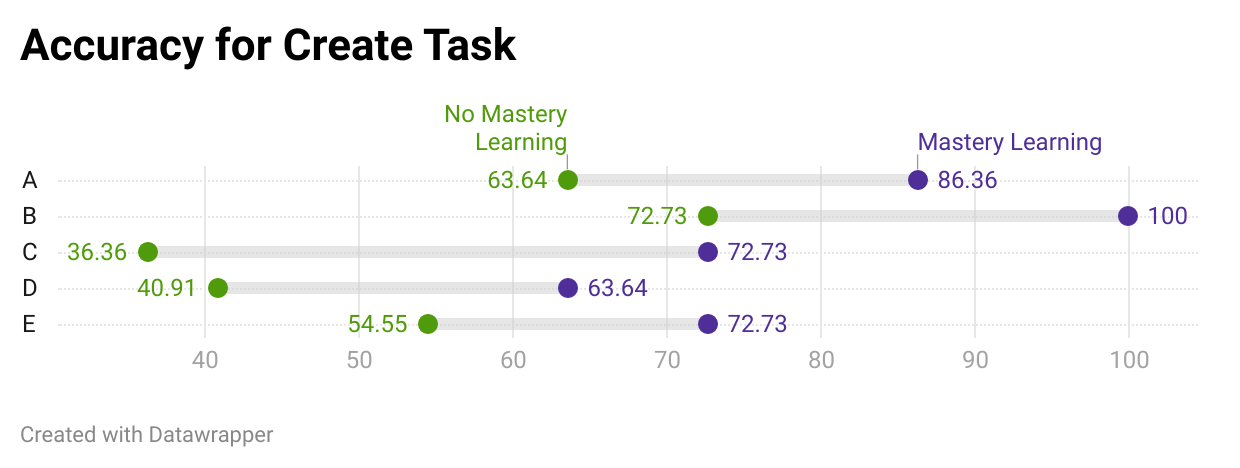 Accuracy for Create Task
No Mastery
Learning
Mastery Learning
A 63.64 86.36
B 72.73 100
C 36.36 72.73
D 40.91 63.64
E 54.55 72.73
40 50 60 70 80 90 100
Created with Datawrapper